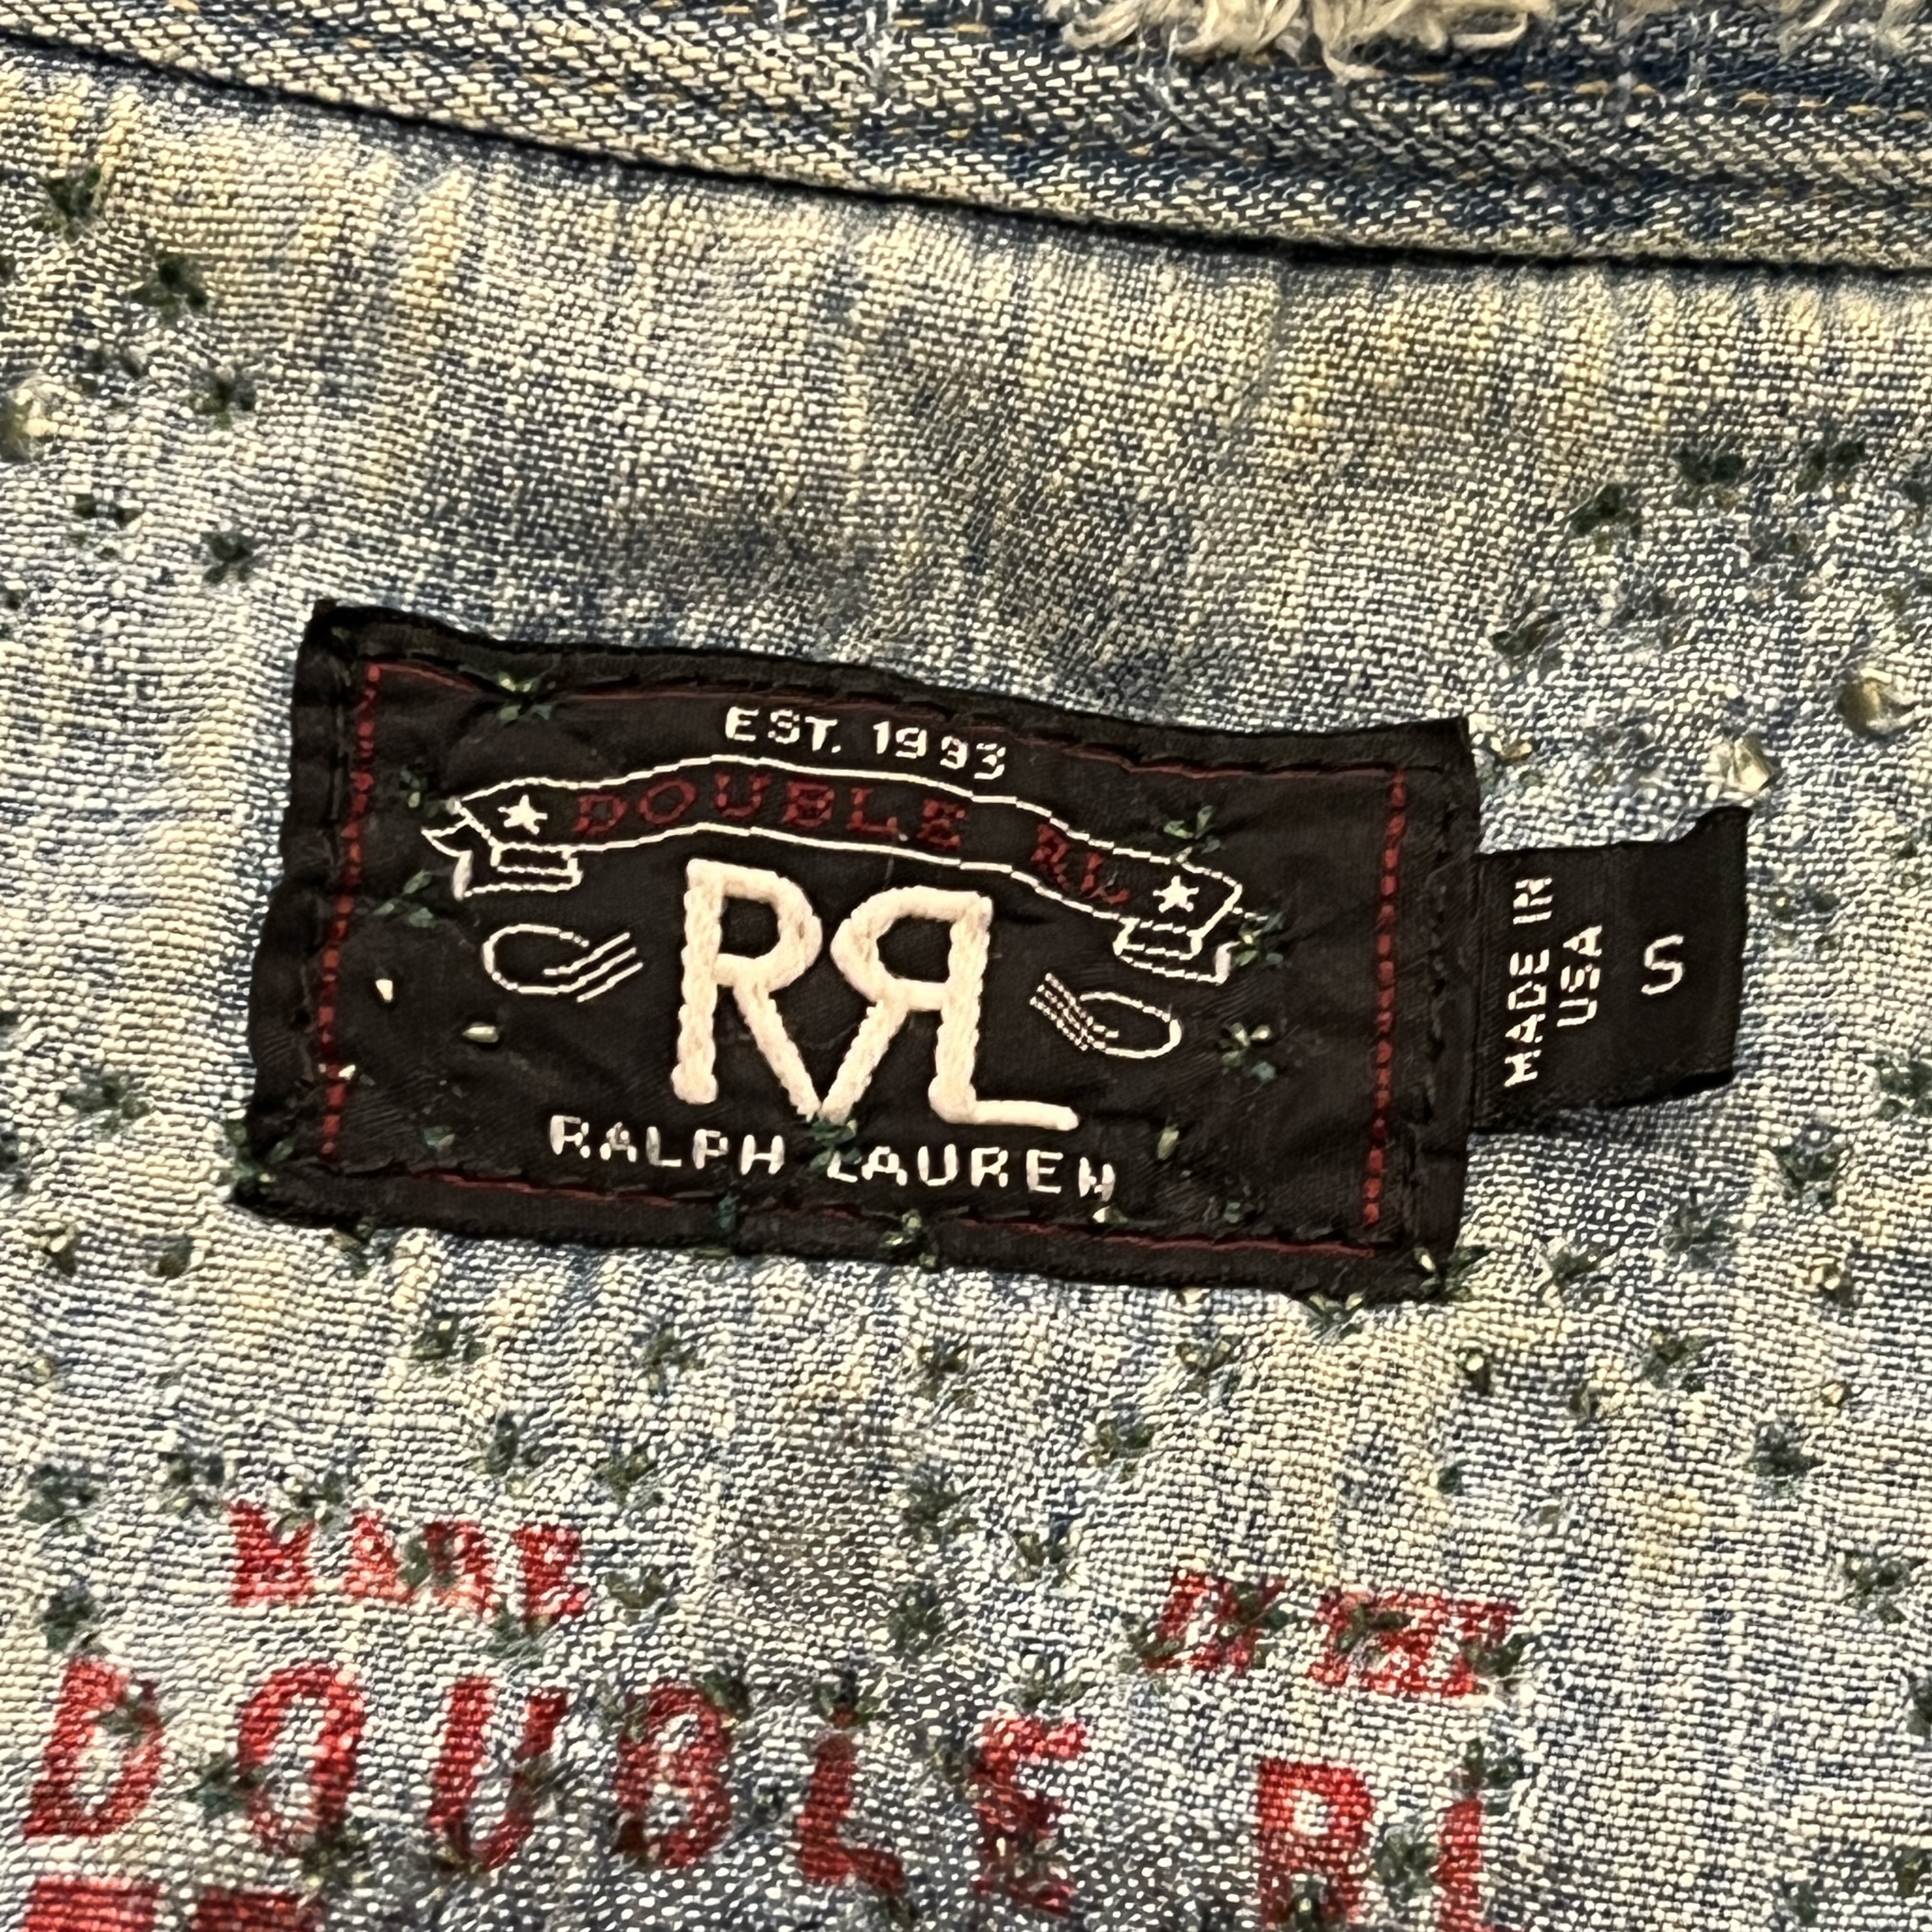 EST. 1993
DOUBLE RL
RRL
RALPH LAUREN
MADE IN
USA
S
MADE
IN THE
DOUBLE RL